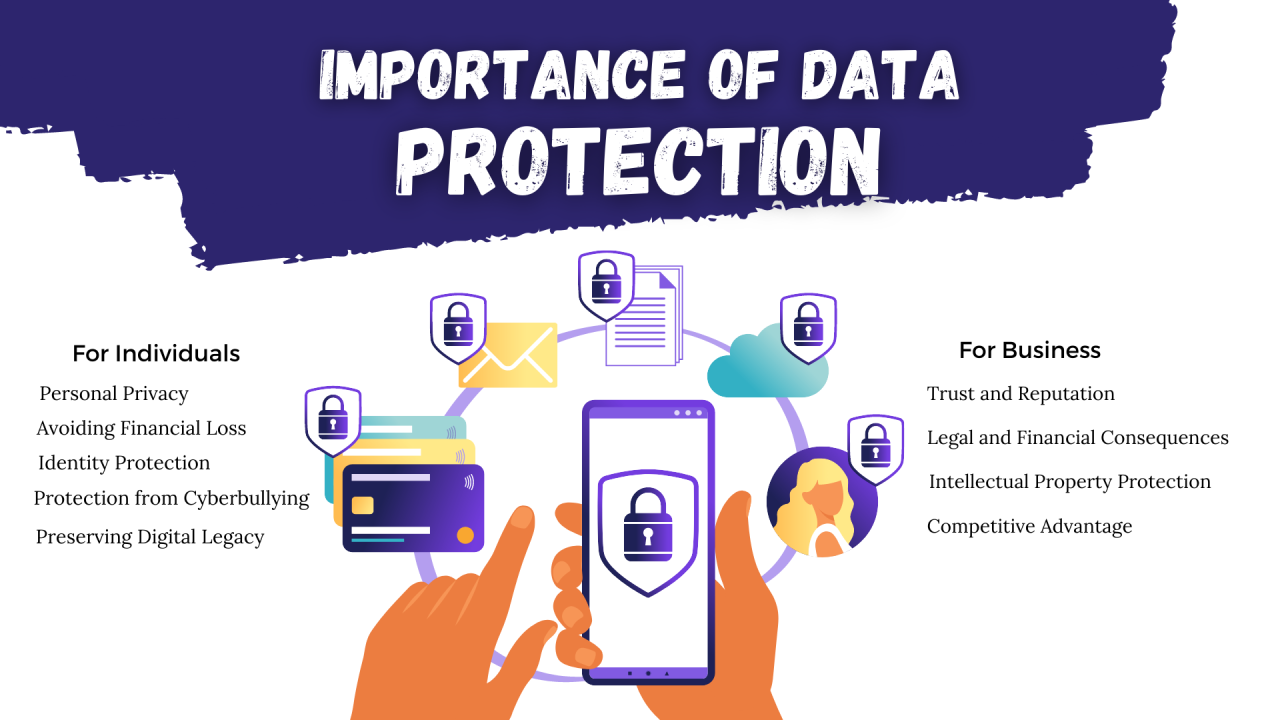 IMPORTANCE OF DATA
PROTECTION
For Individuals
Personal Privacy
Avoiding Financial Loss
Identity Protection
Protection from Cyberbullying
Preserving Digital Legacy
For Business
Trust and Reputation
Legal and Financial Consequences
Intellectual Property Protection
Competitive Advantage